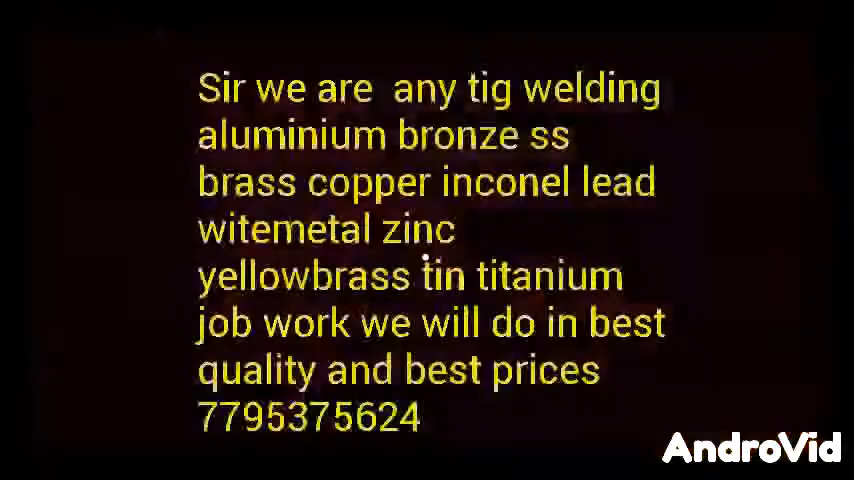 Sir we are  any tig welding
aluminium bronze ss
brass copper inconel lead
witemetal zinc
yellowbrass tin titanium
job work we will do in best
quality and best prices
7795375624
AndroVid